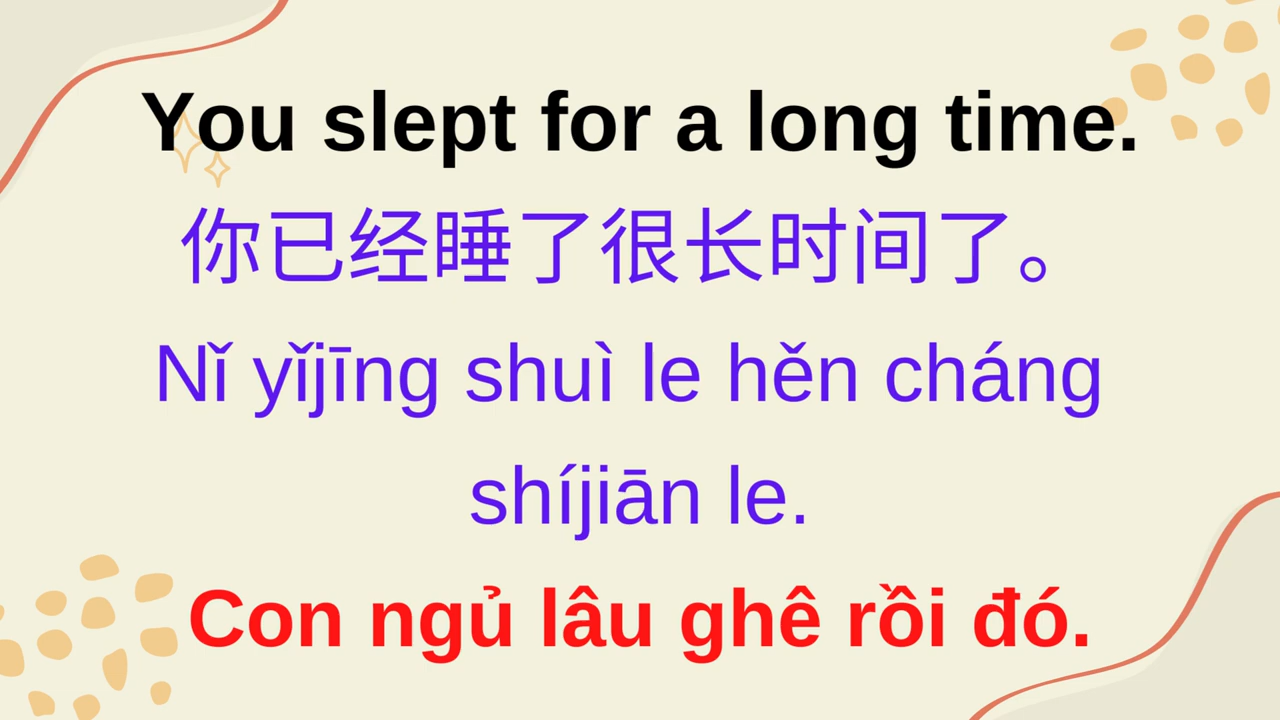 You slept for a long time.
你已经睡了很长时间了。
Nǐ yǐjīng shuì le hěn cháng
shíjiān le.
Con ngủ lâu ghê rồi đó.